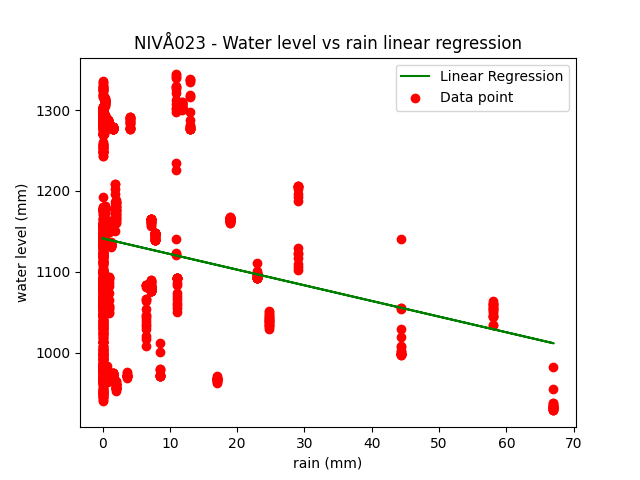 NIVÅ023 - Water level vs rain linear regression
Linear Regression
Data point
1300
1200
1100
1000
water level (mm)
0 10 20 30 40 50 60 70
rain (mm)